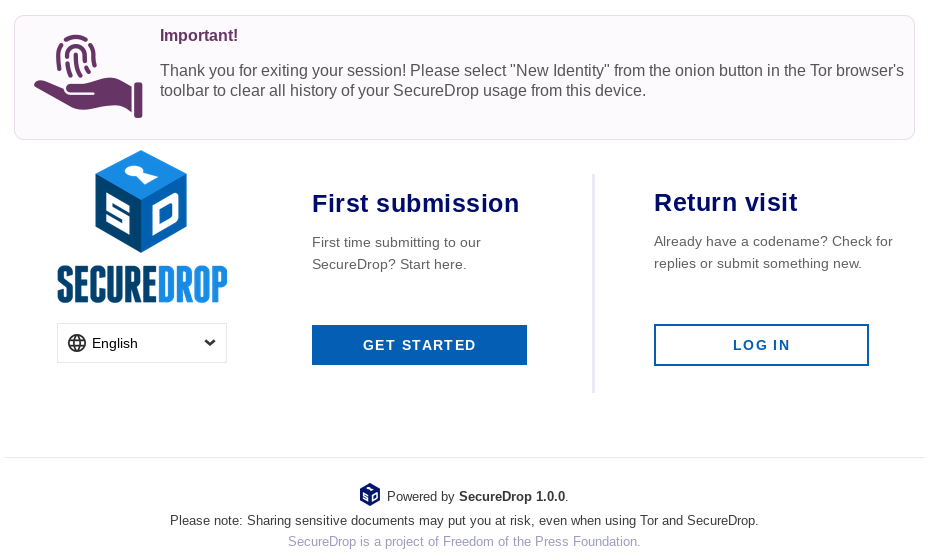 Important!
Thank you for exiting your session! Please select "New Identity" from the onion button in the Tor browser's
toolbar to clear all history of your SecureDrop usage from this device.
SD
SECUREDROP
English
First submission
First time submitting to our
SecureDrop? Start here.
GET STARTED
Return visit
Already have a codename? Check for
replies or submit something new.
LOG IN
Powered by SecureDrop 1.0.0.
Please note: Sharing sensitive documents may put you at risk, even when using Tor and SecureDrop.
SecureDrop is a project of Freedom of the Press Foundation.